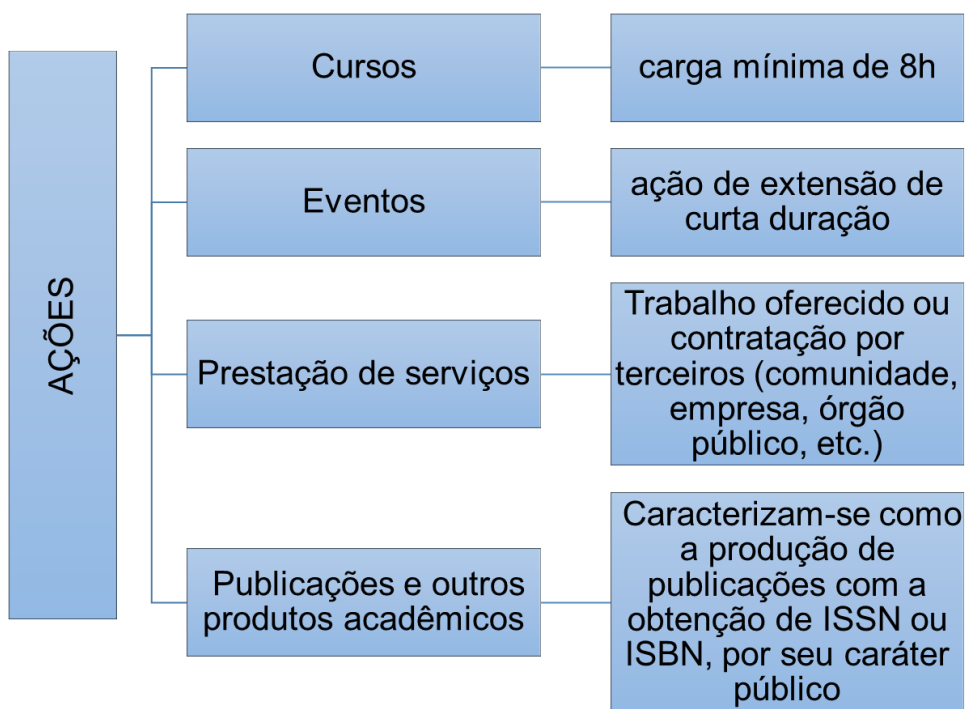 AÇÕES
Cursos
carga mínima de 8h
Eventos
ação de extensão de
curta duração
Prestação de serviços
Trabalho oferecido ou
contratação por
terceiros (comunidade,
empresa, órgão
público, etc.)
Publicações e outros
produtos acadêmicos
Caracterizam-se como
a produção de
publicações com a
obtenção de ISSN ou
ISBN, por seu caráter
público